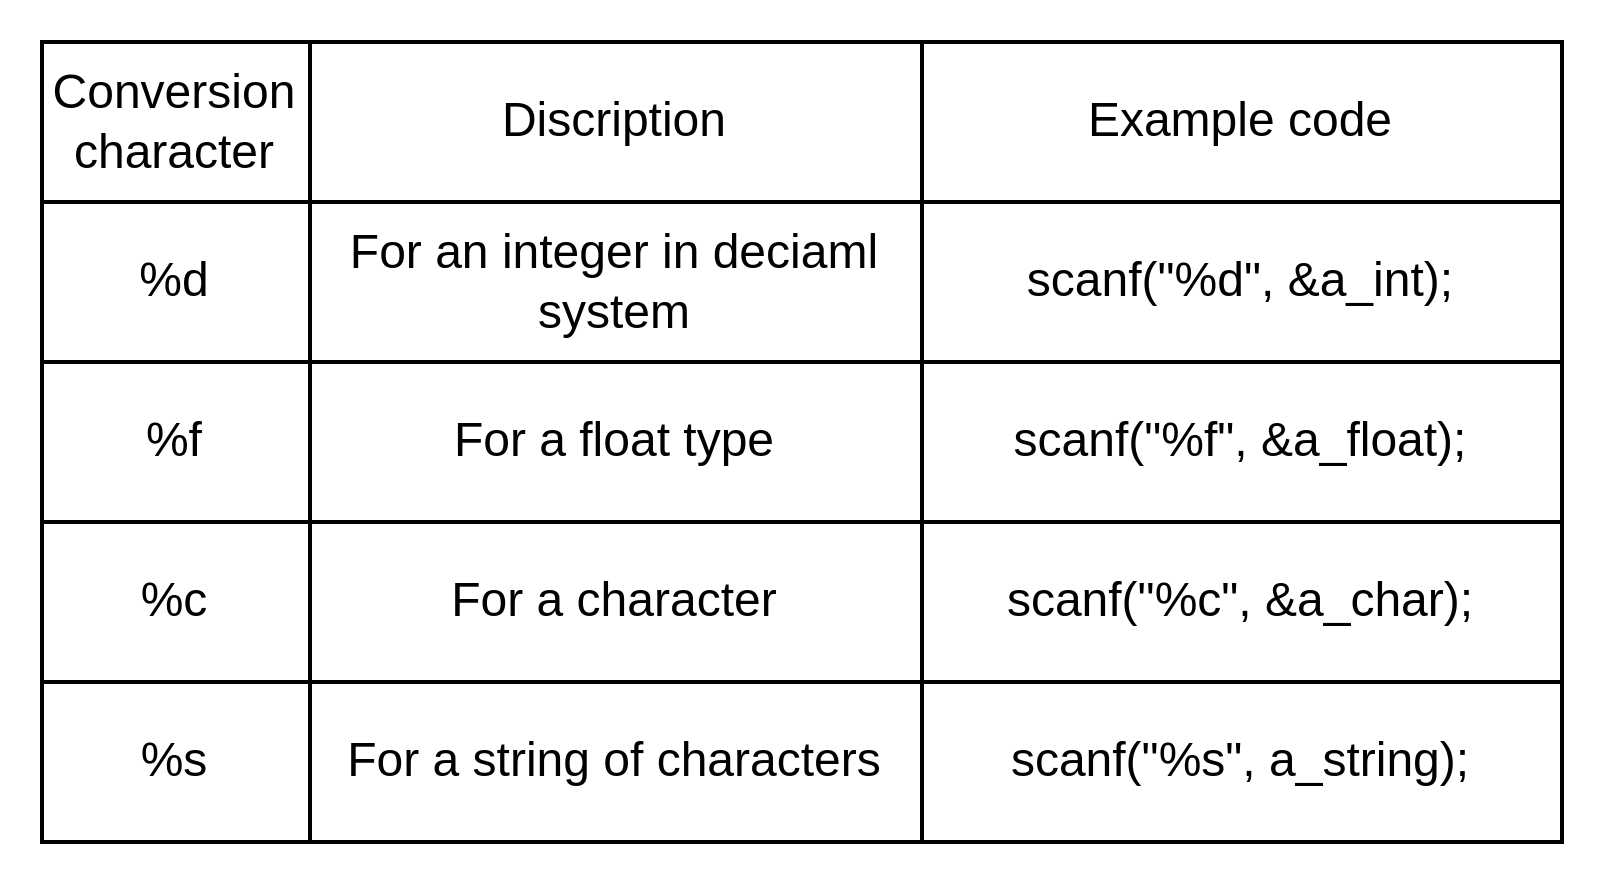 Conversion
character
Discription
Example code
%d
For an integer in deciaml
system
scanf("%d", &a_int);
%f
For a float type
scanf("%f", &a_float);
%c
For a character
scanf("%c", &a_char);
%s
For a string of characters
scanf("%s", a_string);